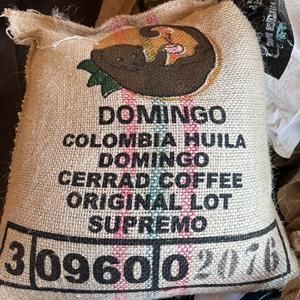 DOMINGO
COLOMBIA HUILA
DOMINGO
CERRAD COFFEE
ORIGINAL LOT
SUPREMO
3 0960 0 2076